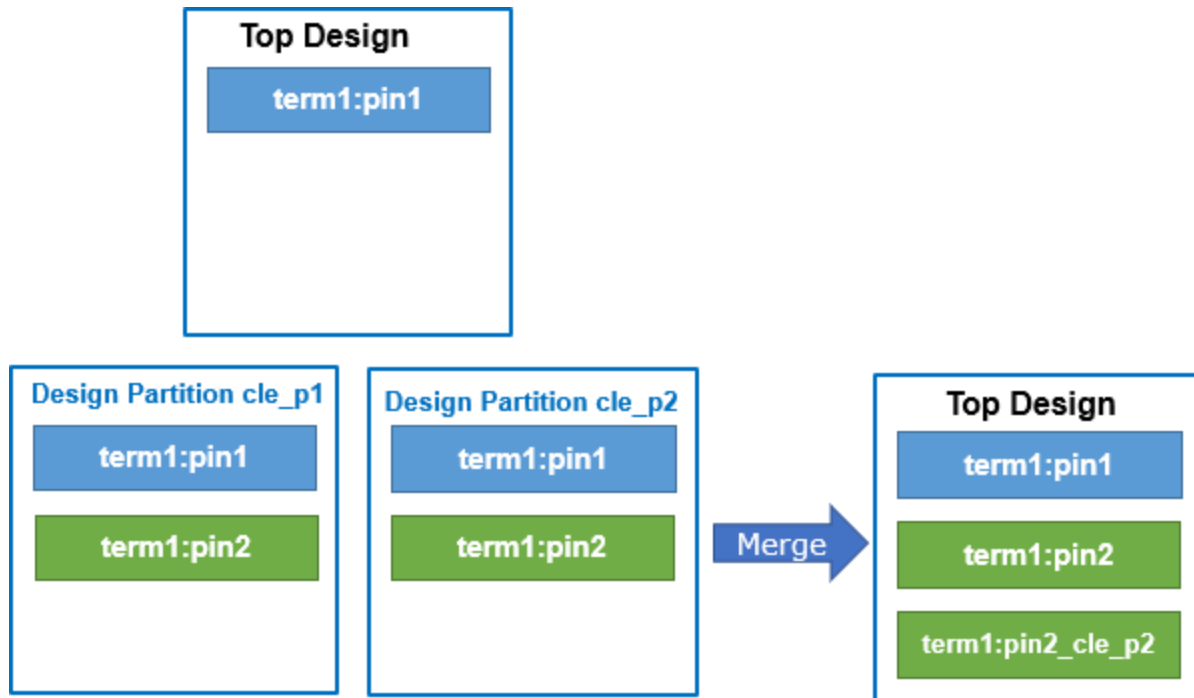 Top Design
term1:pin1
Design Partition cle_p1
term1:pin1
term1:pin2
Design Partition cle_p2
term1:pin1
term1:pin2
Merge
Top Design
term1:pin1
term1:pin2
term1:pin2_cle_p2